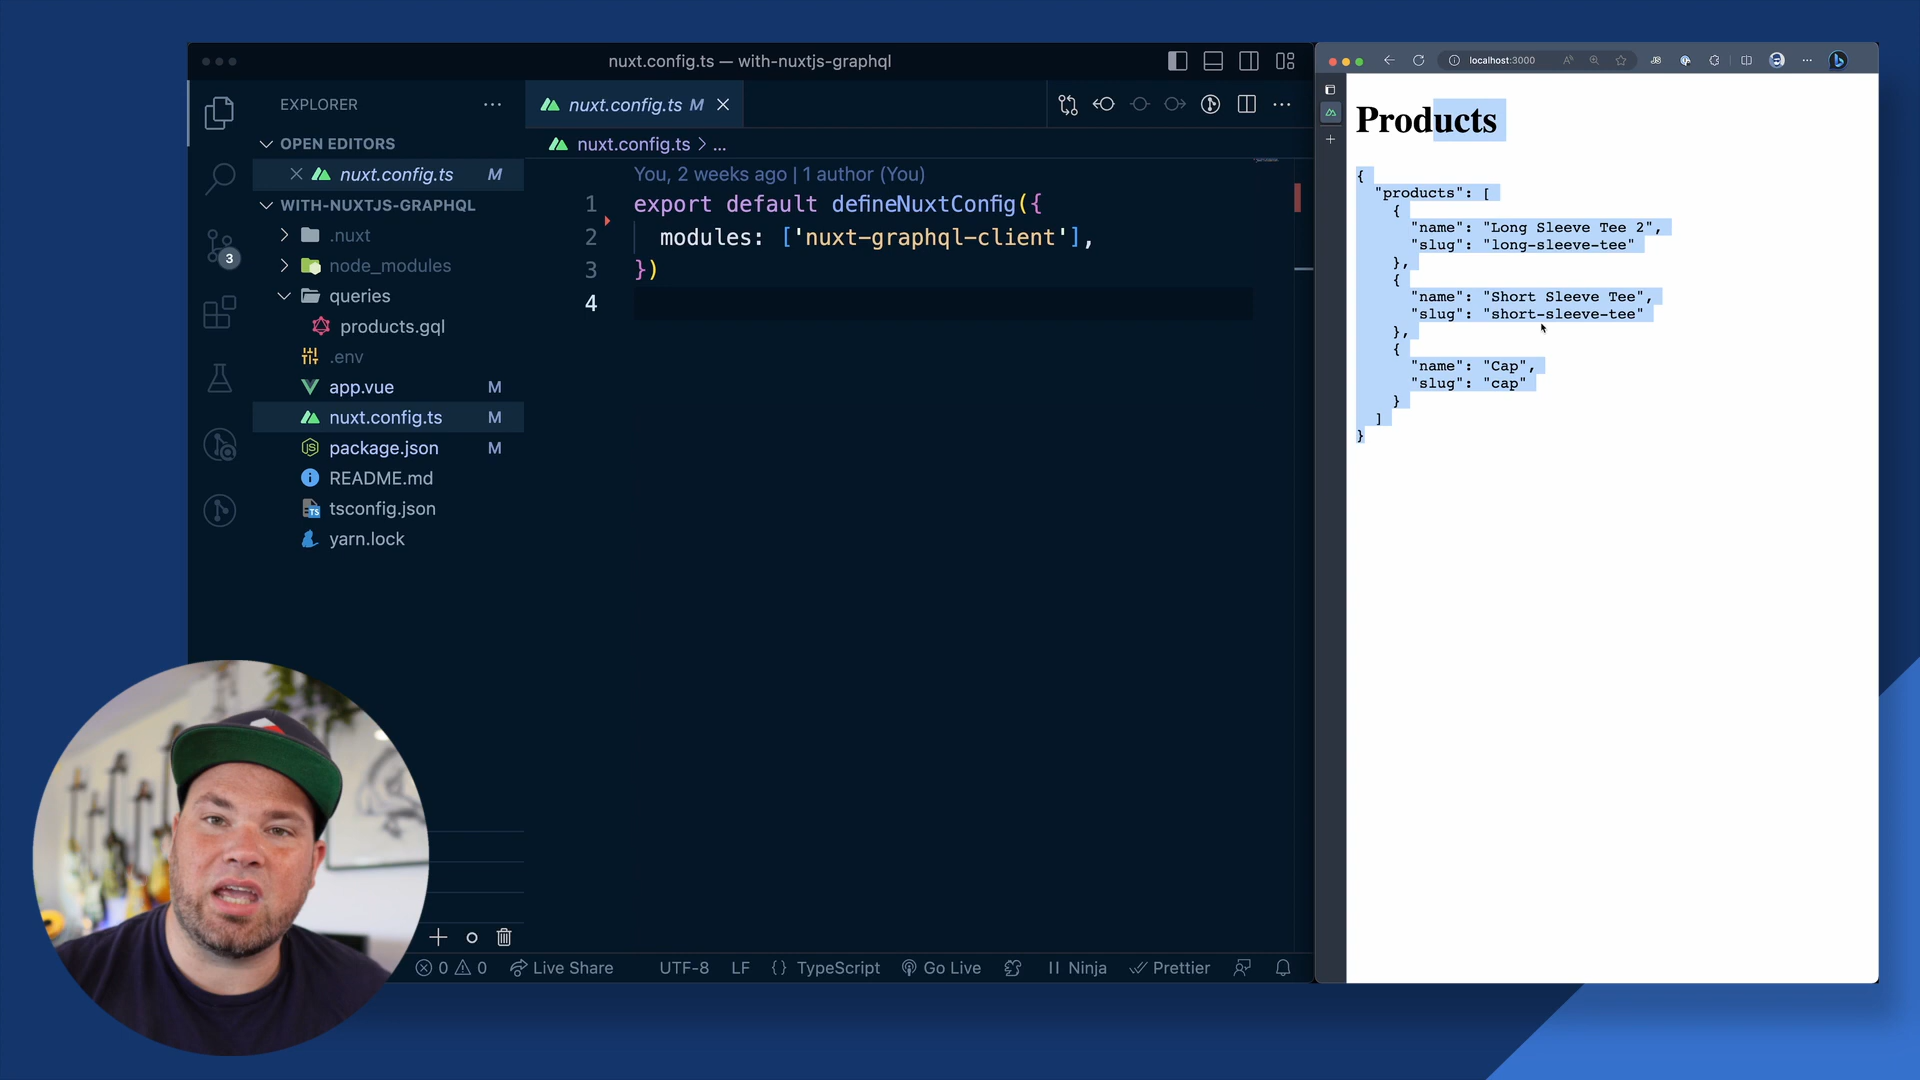 nuxt.config.ts — with-nuxtjs-graphql
EXPLORER
OPEN EDITORS
nuxt.config.ts M
WITH-NUXTJS-GRAPHQL
.nuxt
node_modules
queries
products.gql
.env
app.vue M
nuxt.config.ts M
package.json M
README.md
tsconfig.json
yarn.lock
3
nuxt.config.ts M
nuxt.config.ts > ...
You, 2 weeks ago | 1 author (You)
1 export default defineNuxtConfig({
2 modules: ['nuxt-graphql-client'],
3 })
4
0 0 Live Share UTF-8 LF {} TypeScript Go Live Ninja Prettier
localhost:3000
Products
{
"products": [
{
"name": "Long Sleeve Tee 2",
"slug": "long-sleeve-tee"
},
{
"name": "Short Sleeve Tee",
"slug": "short-sleeve-tee"
},
{
"name": "Cap",
"slug": "cap"
}
]
}